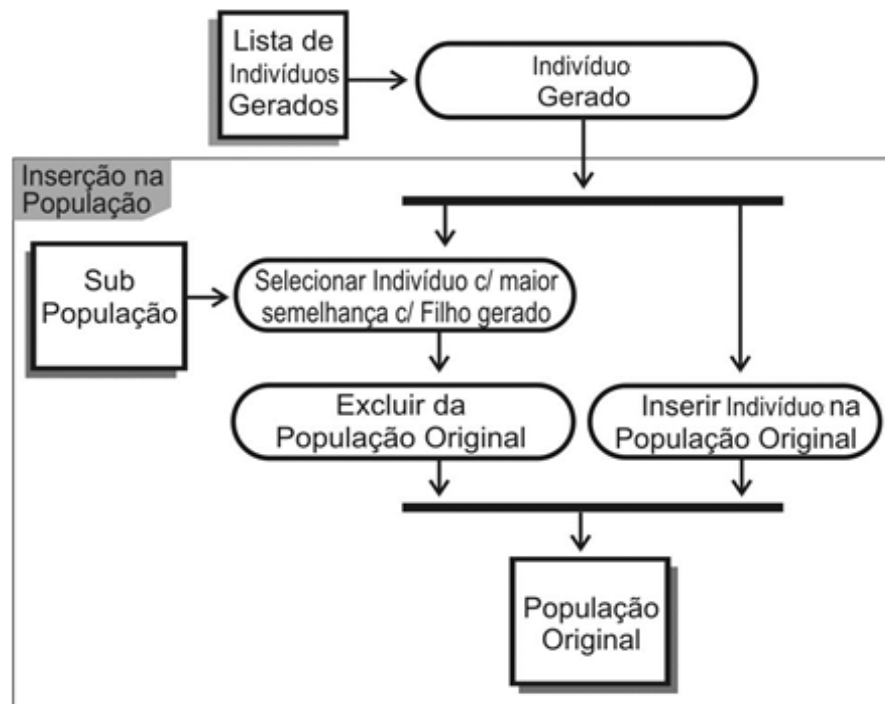 Lista de
Indivíduos
Gerados
Indivíduo
Gerado
Inserção na
População
Sub
População
Selecionar Indivíduo c/ maior
semelhança c/ Filho gerado
Excluir da
População Original
Inserir Indivíduo na
População Original
População
Original